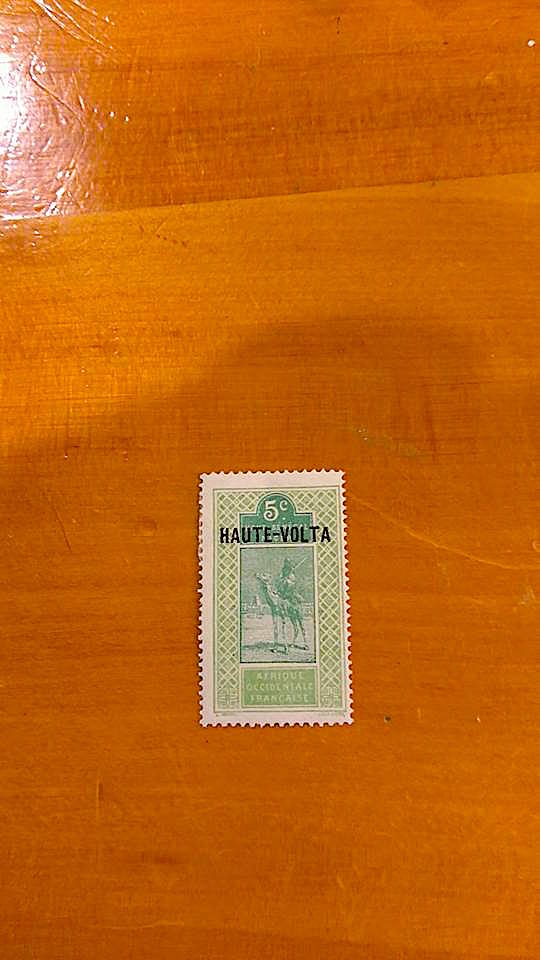 5c
HAUTE-VOLTA
AFRIQUE
OCCIDENTALE
FRANÇAISE